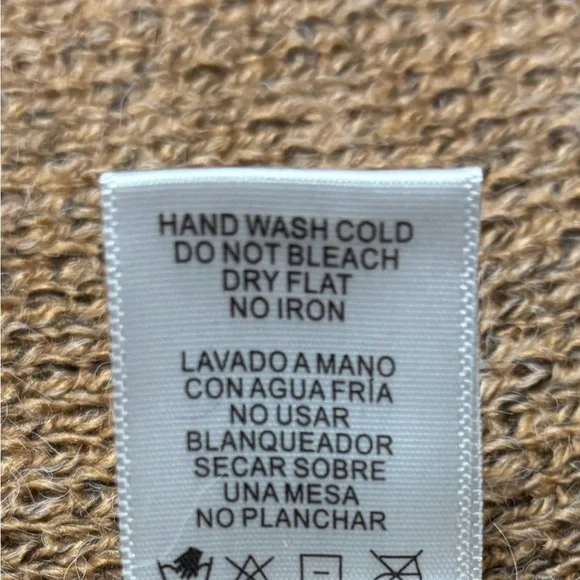 HAND WASH COLD
DO NOT BLEACH
DRY FLAT
NO IRON
LAVADO A MANO
CON AGUA FRÍA
NO USAR
BLANQUEADOR
SECAR SOBRE
UNA MESA
NO PLANCHAR